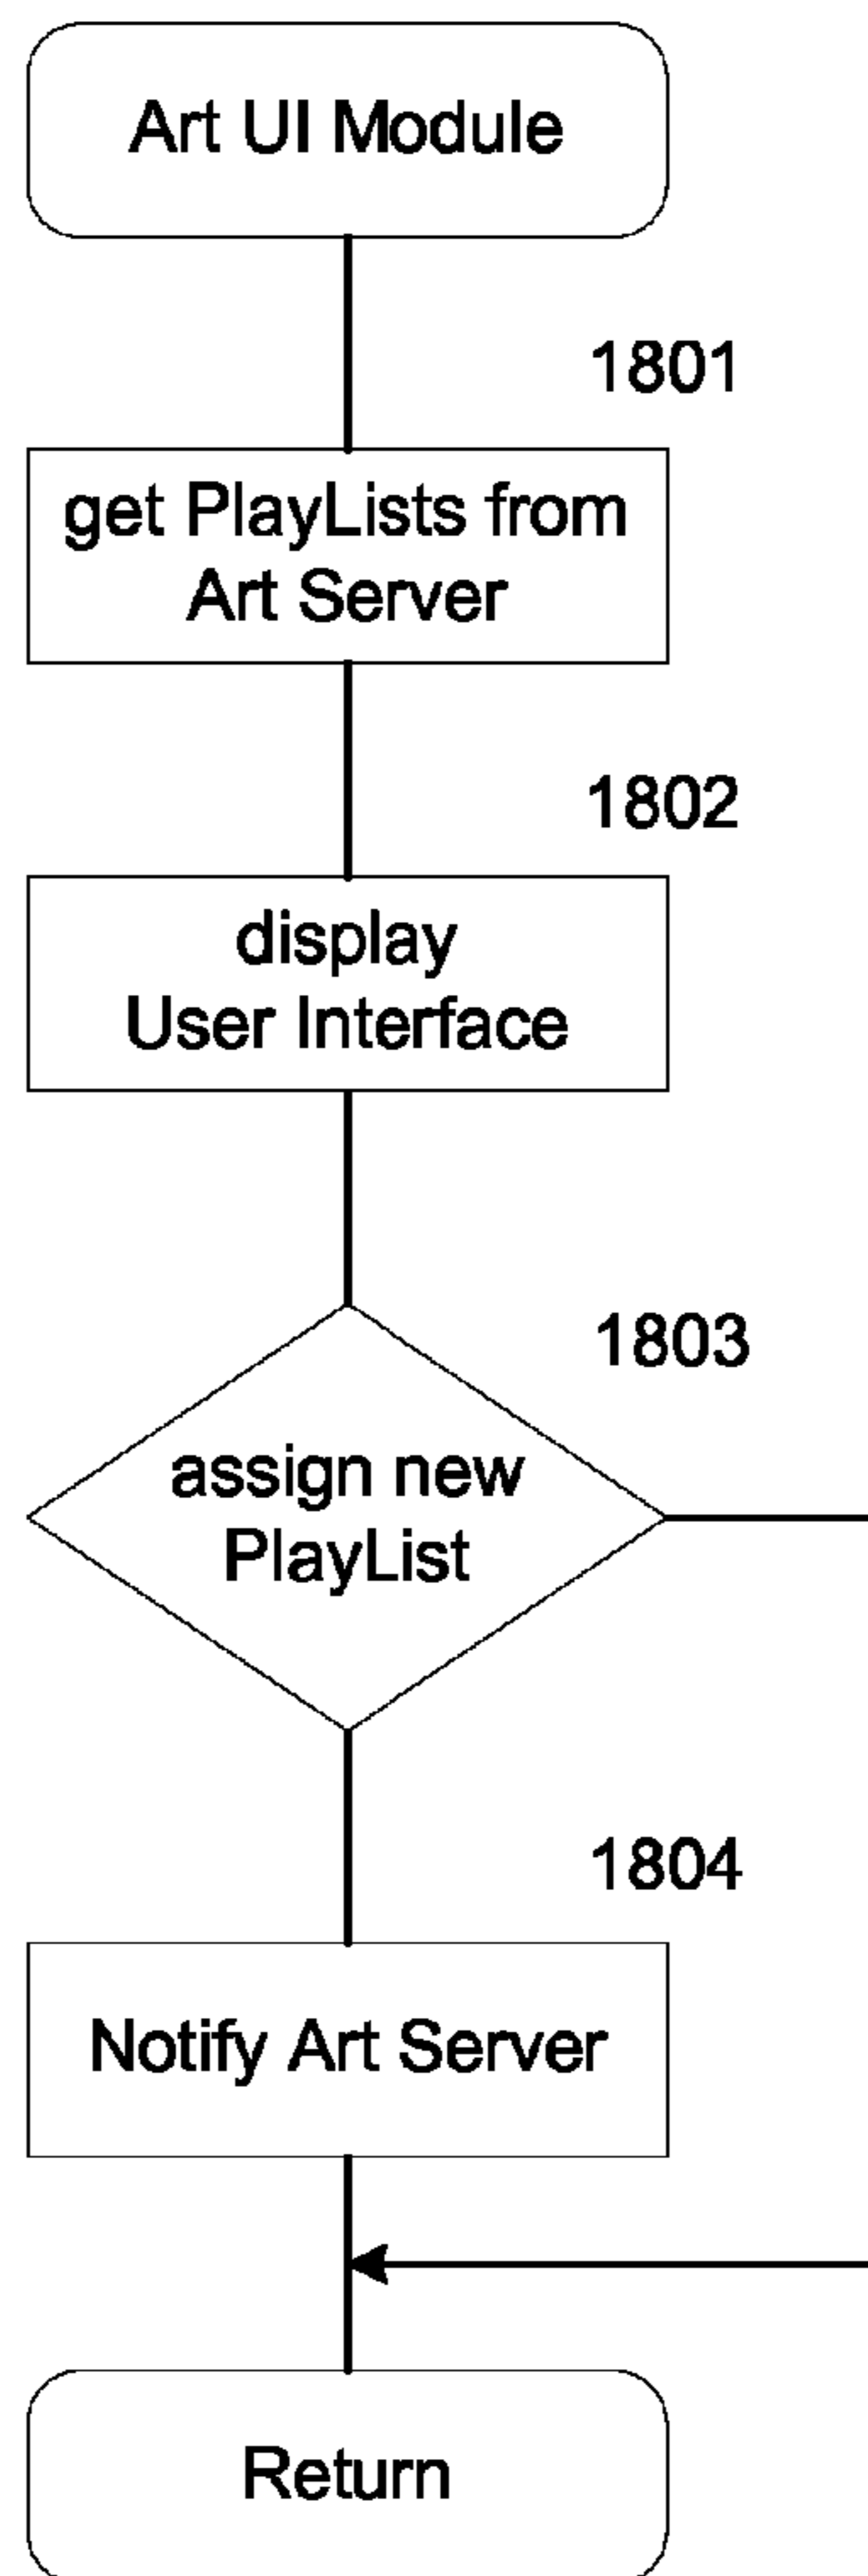 Art UI Module
1801
get PlayLists from
Art Server
1802
display
User Interface
1803
assign new
PlayList
1804
Notify Art Server
Return